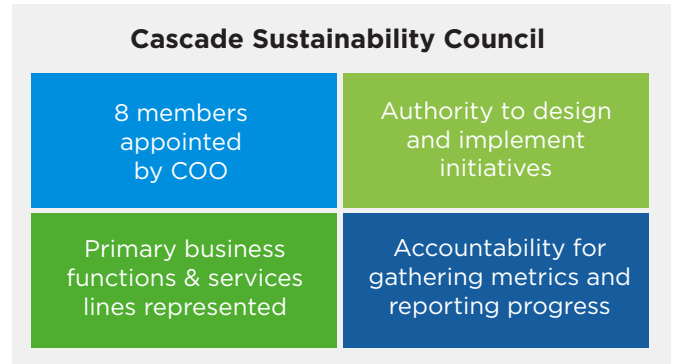 Cascade Sustainability Council
8 members
appointed
by COO
Authority to design
and implement
initiatives
Primary business
functions & services
lines represented
Accountability for
gathering metrics and
reporting progress